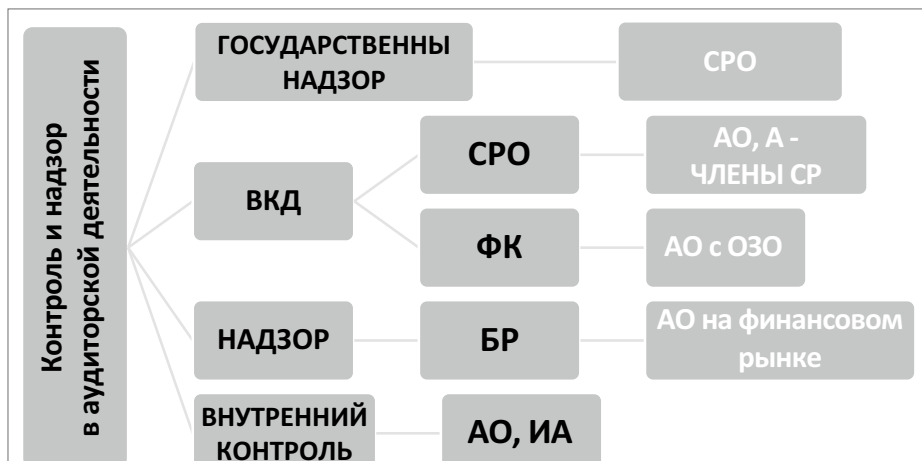 Контроль и надзор
в аудиторской деятельности
ГОСУДАРСТВЕННЫ
НАДЗОР
СРО
ВКД
СРО
АО, А -
ЧЛЕНЫ СР
ФК
АО с ОЗО
НАДЗОР
БР
АО на финансовом
рынке
ВНУТРЕННИЙ
КОНТРОЛЬ
АО, ИА